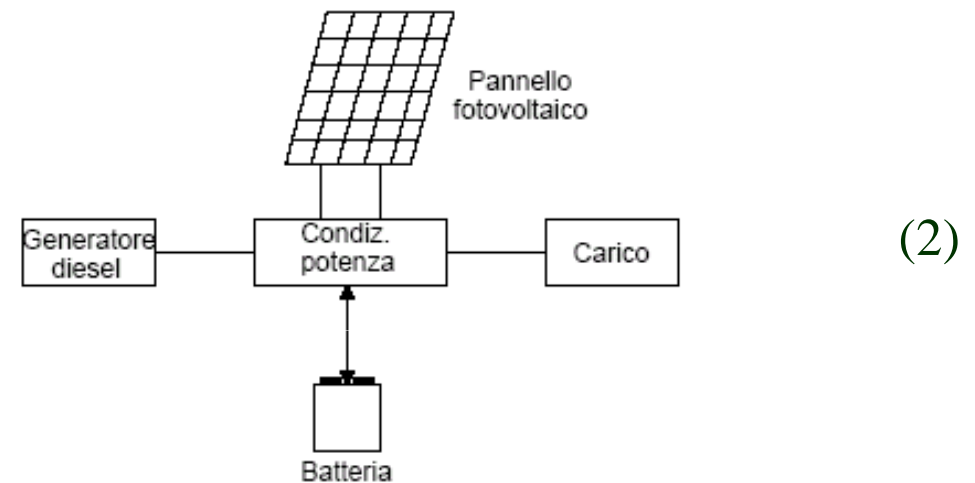 Pannello
fotovoltaico
Generatore
diesel
Condiz.
potenza
Carico
(2)
Batteria